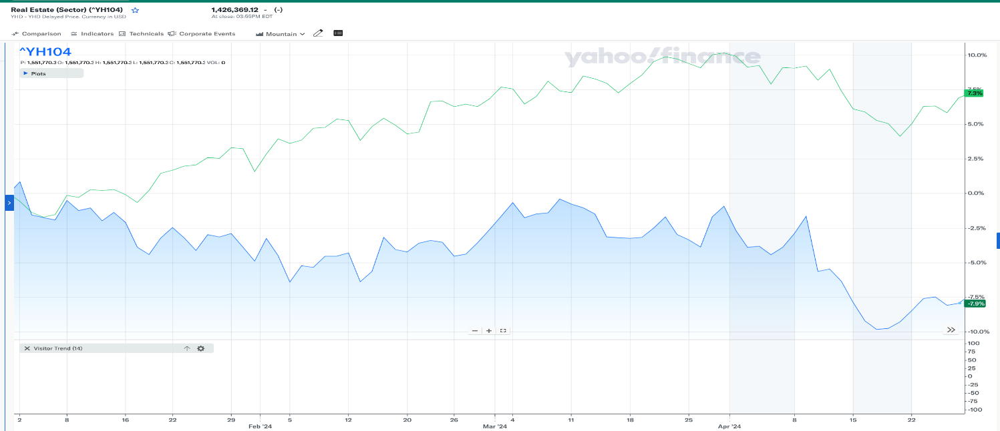 Real Estate (Sector) (^YH104)
1,426,369.12 - (-)
YHD - YHD Delayed Price. Currency in USD
At close: 03:55PM EDT
Comparison Indicators Technicals Corporate Events Mountain
^YH104
yahoo!finance
P: 1,551,770.3 O: 1,551,770.3 H: 1,551,770.3 L: 1,551,770.3 C: 1,551,770.3 VOL: 0
Plots
10.0%
7.5%
7.3%
5.0%
2.5%
0.0%
-2.5%
-5.0%
-7.5%
-7.9%
-10.0%
Visitor Trend (14)
100
75
50
25
0
-25
-50
-75
-100
2 8 16 22 29 5 12 20 26 4 11 18 25 8 15 22
Feb '24 Mar '24 Apr '24